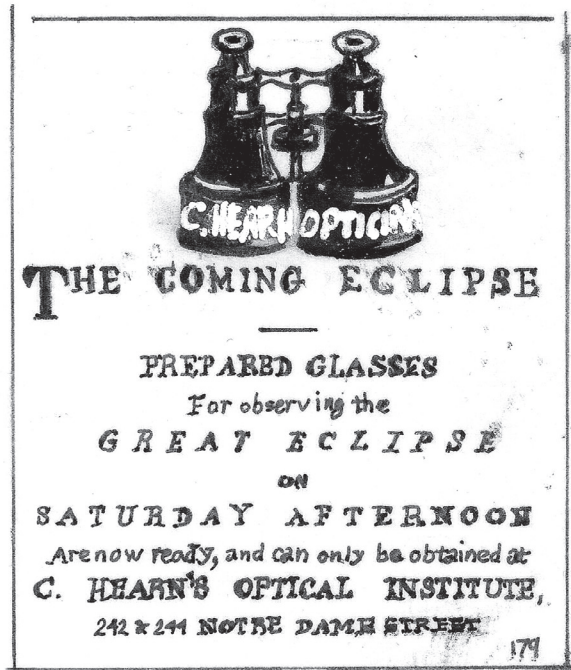 C. HEARN OPTICIAN
THE COMING ECLIPSE
PREPARED GLASSES
For observing the
GREAT ECLIPSE
ON
SATURDAY AFTERNOON
Are now ready, and can only be obtained at
C. HEARN'S OPTICAL INSTITUTE,
242 & 244 NOTRE DAME STREET
179